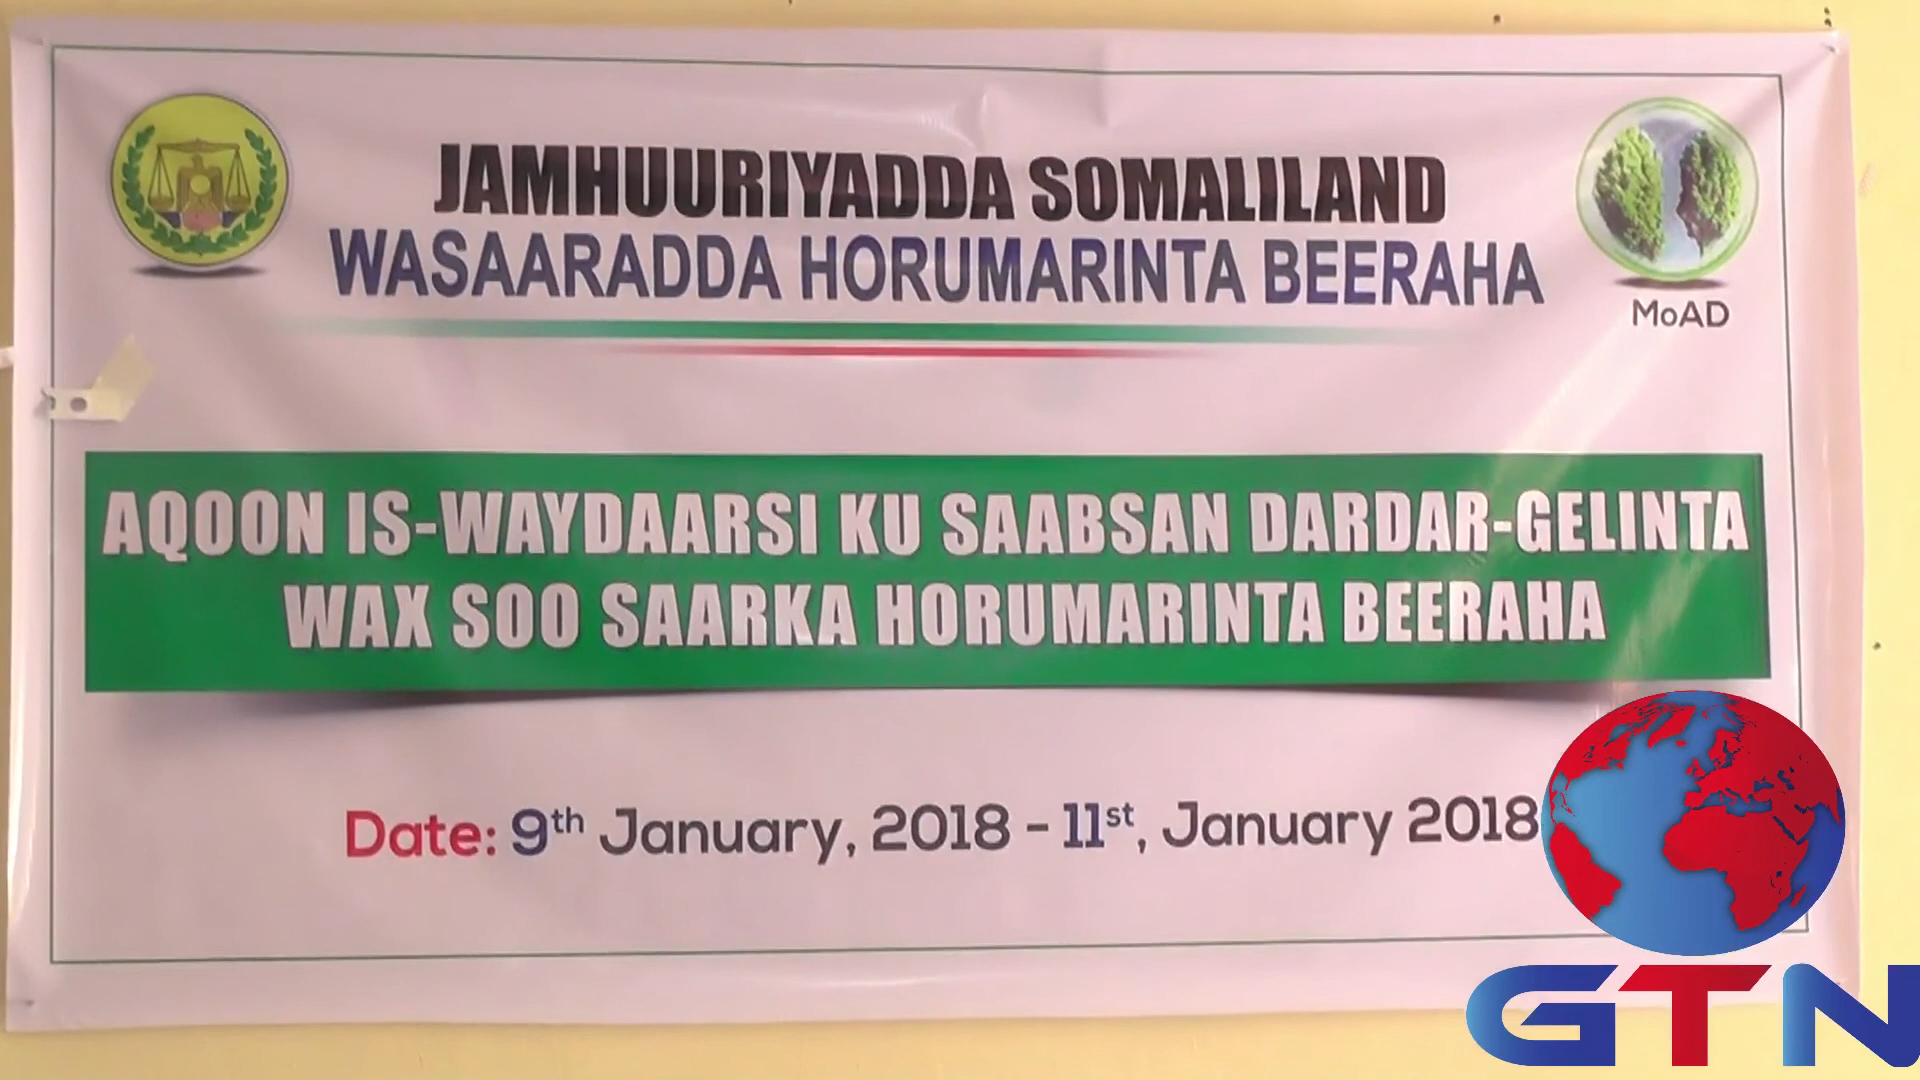 JAMHUURIYADDA SOMALILAND
WASAARADDA HORUMARINTA BEERAHA
MoAD
AQOON IS-WAYDAARSI KU SAABSAN DARDAR-GELINTA
WAX SOO SAARKA HORUMARINTA BEERAHA
Date: 9th January, 2018 - 11st, January 2018
GTN